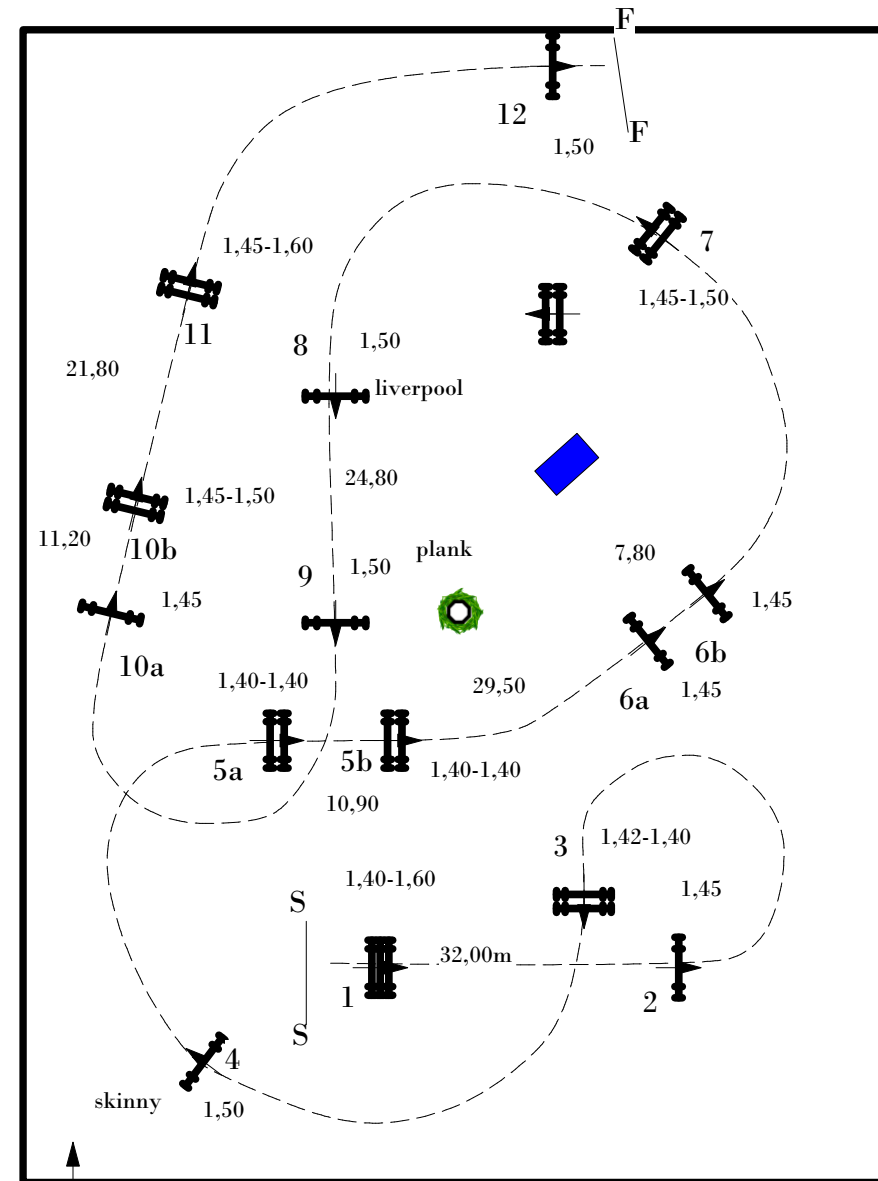 F
12
F
1,50
1,45-1,60
7
11
1,45-1,50
8
1,50
21,80
liverpool
24,80
1,45-1,50
11,20
10b
plank
7,80
9
1,50
1,45
1,45
10a
6b
1,40-1,40
29,50
6a
1,45
5a
5b
1,40-1,40
10,90
3
1,42-1,40
1,40-1,60
1,45
S
32,00m
1
2
S
4
skinny
1,50